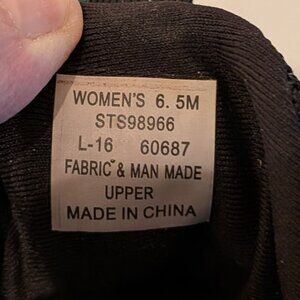 WOMEN'S 6.5M
STS98966
L-16 60687
FABRIC & MAN MADE
UPPER
MADE IN CHINA